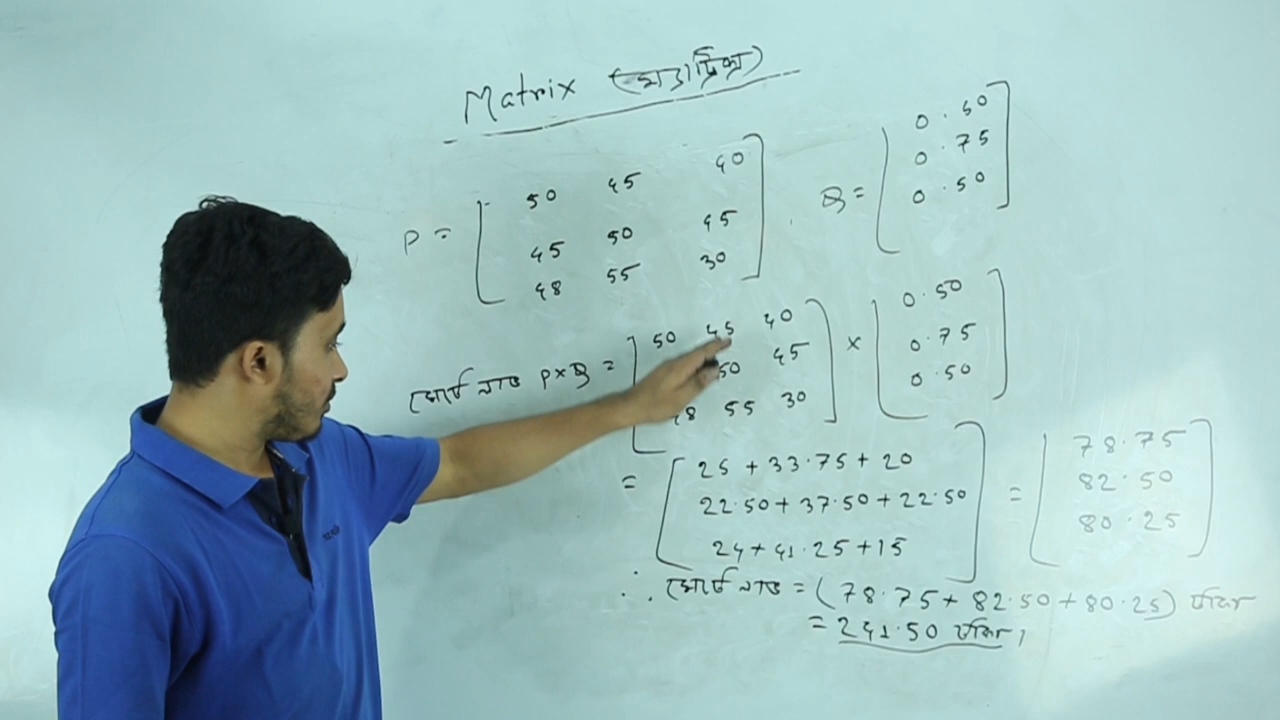 Matrix (ম্যাট্রিক্স)
P = [ 50 45 40
45 50 45
48 55 30 ] , Q = [ 0.50
0.75
0.50 ]
মোট লাভ P×Q = [ 50 45 40
50 45
48 55 30 ] × [ 0.50
0.75
0.50 ]
= [ 25 + 33.75 + 20
22.50 + 37.50 + 22.50
24 + 41.25 + 15 ] = [ 78.75
82.50
80.25 ]
∴ মোট লাভ = (78.75 + 82.50 + 80.25) টাকা
= 241.50 টাকা।